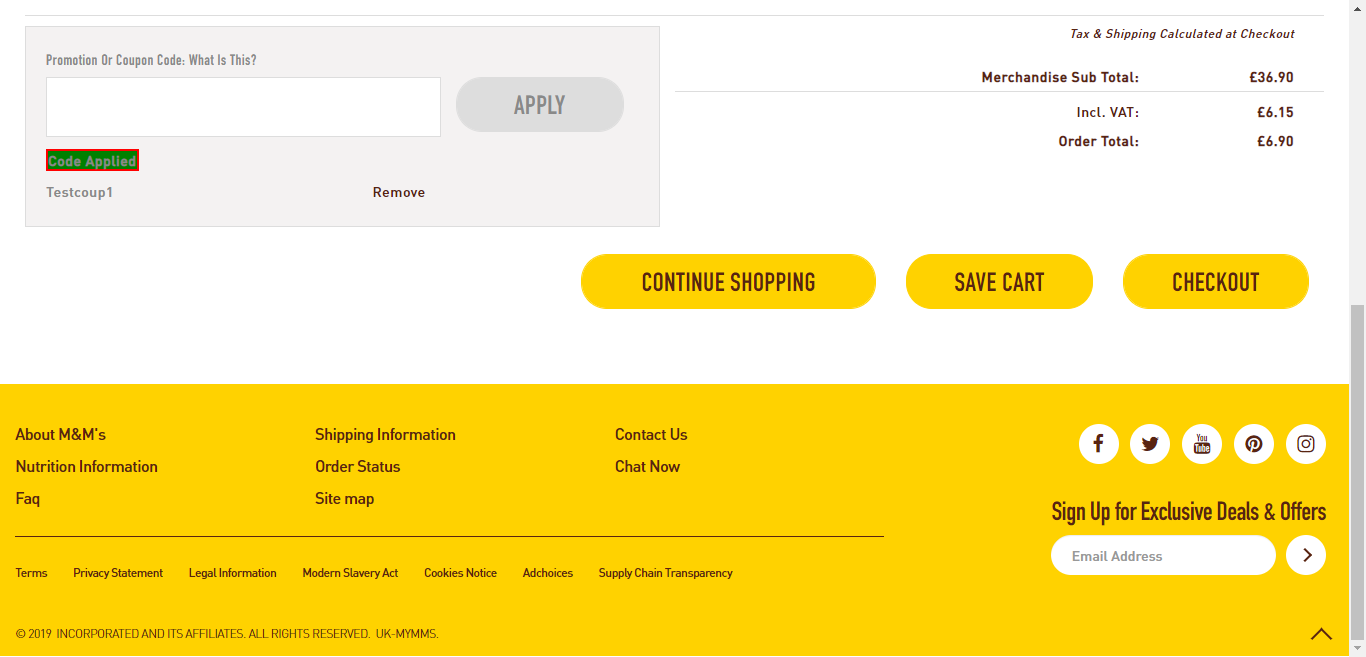 Tax & Shipping Calculated at Checkout
Promotion Or Coupon Code: What Is This?
APPLY
Code Applied
Testcoup1 Remove
Merchandise Sub Total: £36.90
Incl. VAT: £6.15
Order Total: £6.90
CONTINUE SHOPPING SAVE CART CHECKOUT
About M&M's Shipping Information Contact Us
Nutrition Information Order Status Chat Now
Faq Site map
You Tube
Sign Up for Exclusive Deals & Offers
Email Address
Terms Privacy Statement Legal Information Modern Slavery Act Cookies Notice Adchoices Supply Chain Transparency
© 2019 INCORPORATED AND ITS AFFILIATES. ALL RIGHTS RESERVED. UK-MYMMS.